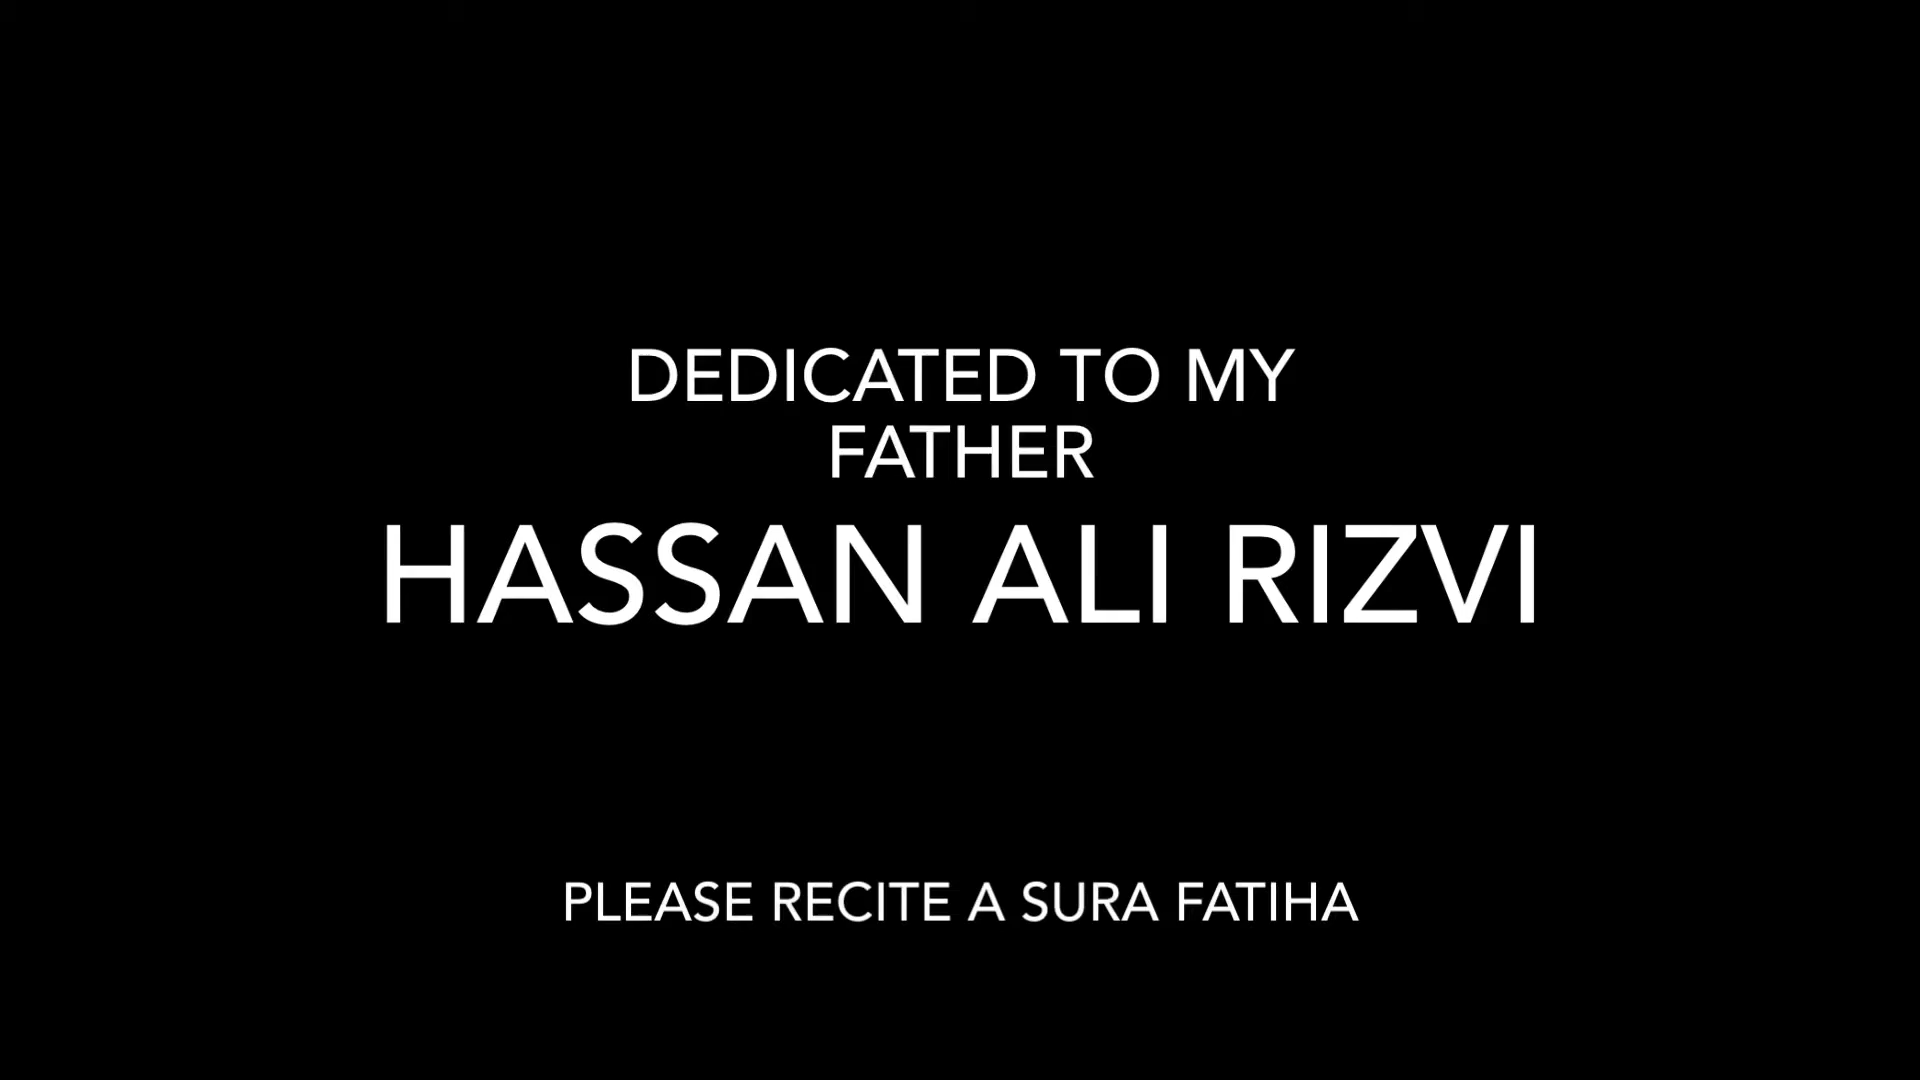 DEDICATED TO MY
FATHER
HASSAN ALI RIZVI
PLEASE RECITE A SURA FATIHA